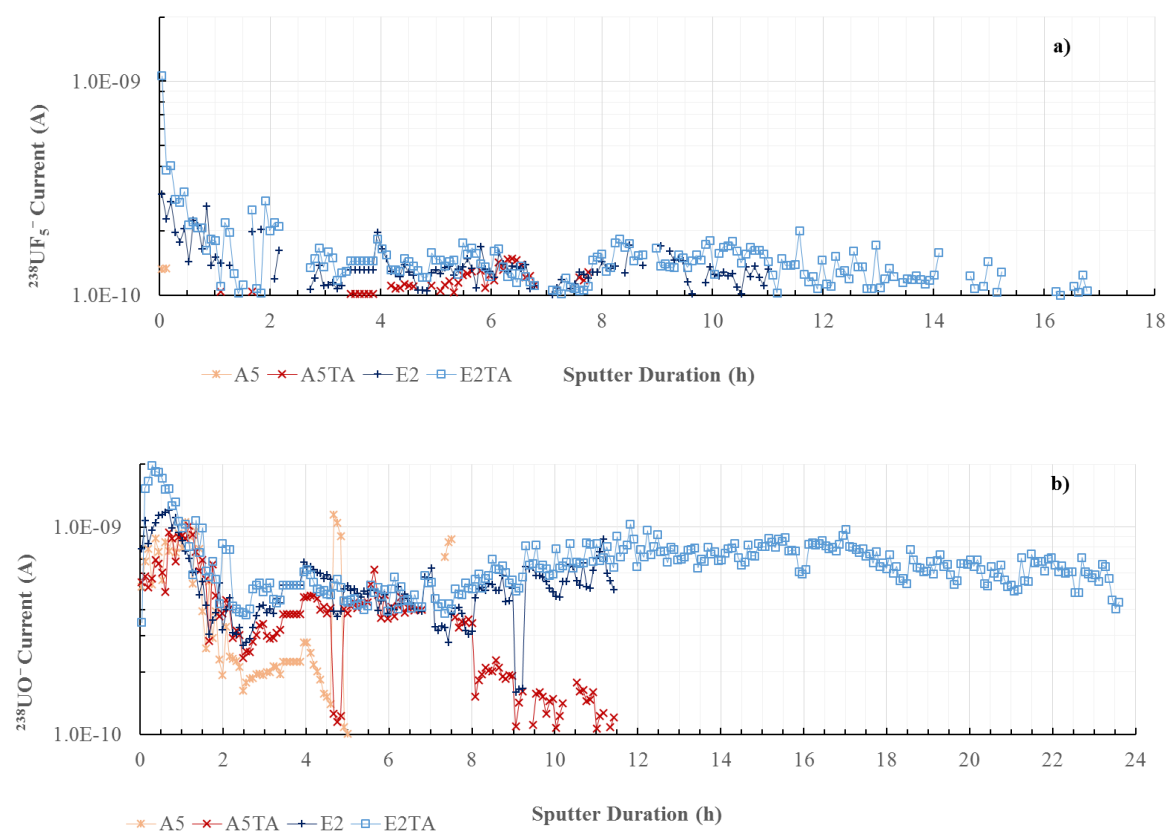 a)
1.0E-09
²³⁸UF₅⁻ Current (A)
1.0E-10
0 2 4 6 8 10 12 14 16 18
A5 A5TA E2 E2TA Sputter Duration (h)
b)
1.0E-09
²³⁸UO⁻ Current (A)
1.0E-10
0 2 4 6 8 10 12 14 16 18 20 22 24
Sputter Duration (h)
A5 A5TA E2 E2TA